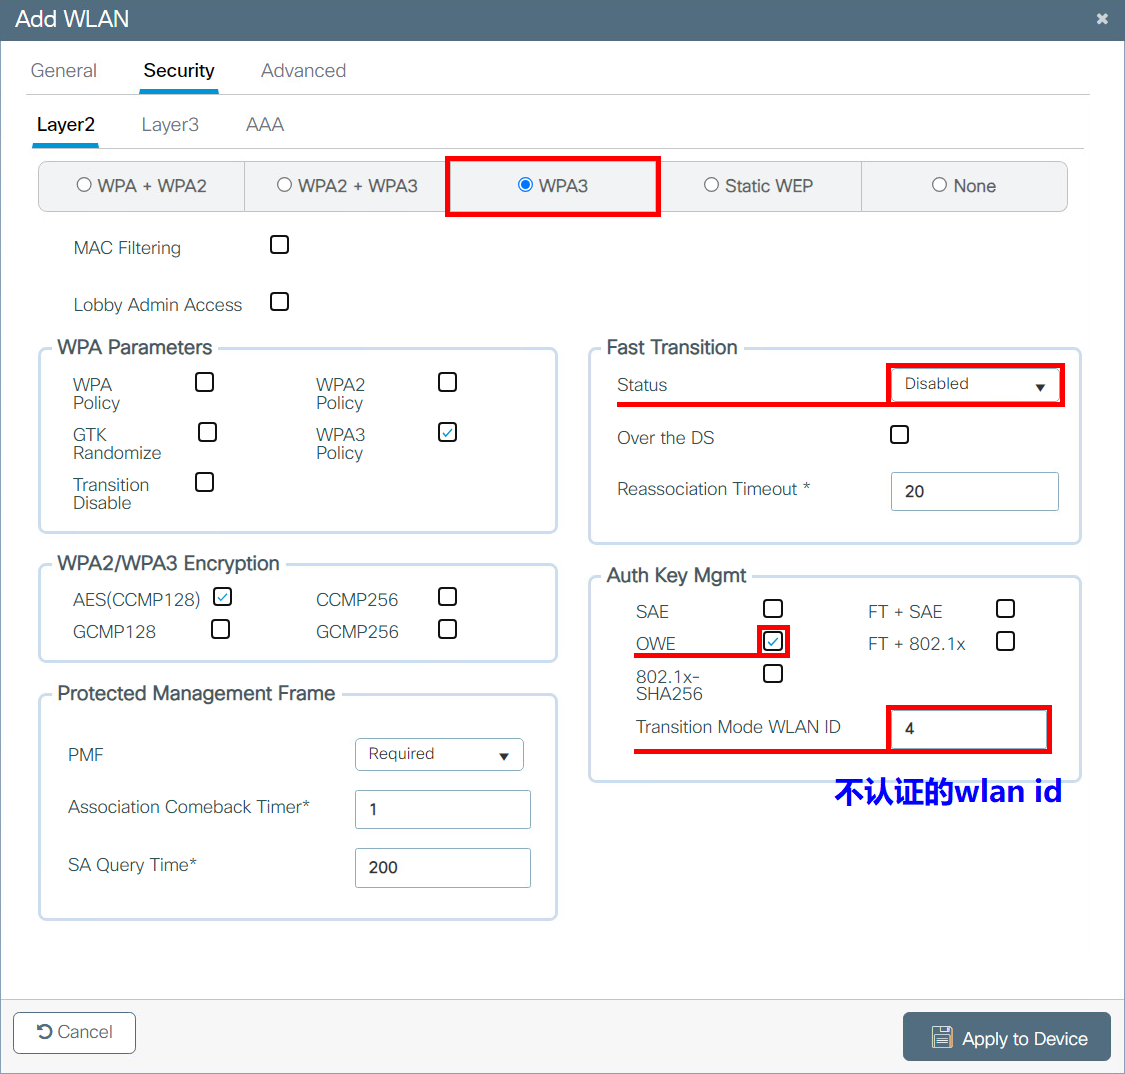 Add WLAN
General Security Advanced
Layer2 Layer3 AAA
WPA + WPA2 WPA2 + WPA3 WPA3 Static WEP None
MAC Filtering
Lobby Admin Access
WPA Parameters
WPA Policy WPA2 Policy
GTK Randomize WPA3 Policy
Transition Disable
Fast Transition
Status Disabled
Over the DS
Reassociation Timeout * 20
WPA2/WPA3 Encryption
AES(CCMP128) CCMP256
GCMP128 GCMP256
Auth Key Mgmt
SAE FT + SAE
OWE FT + 802.1x
802.1x-SHA256
Transition Mode WLAN ID 4
不认证的wlan id
Protected Management Frame
PMF Required
Association Comeback Timer* 1
SA Query Time* 200
Cancel Apply to Device